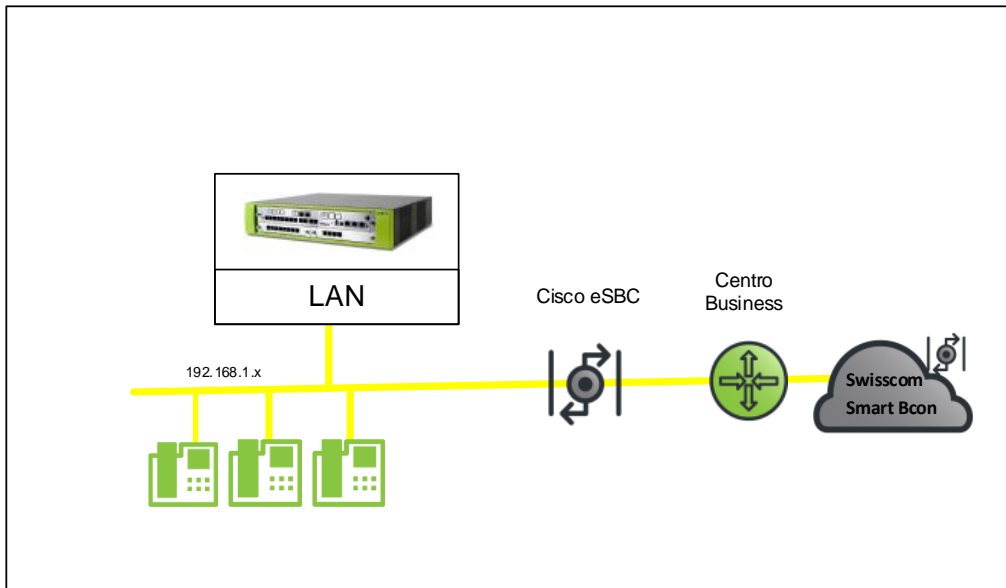 LAN
Cisco eSBC
Centro
Business
192.168.1.x
Swisscom
Smart Bcon